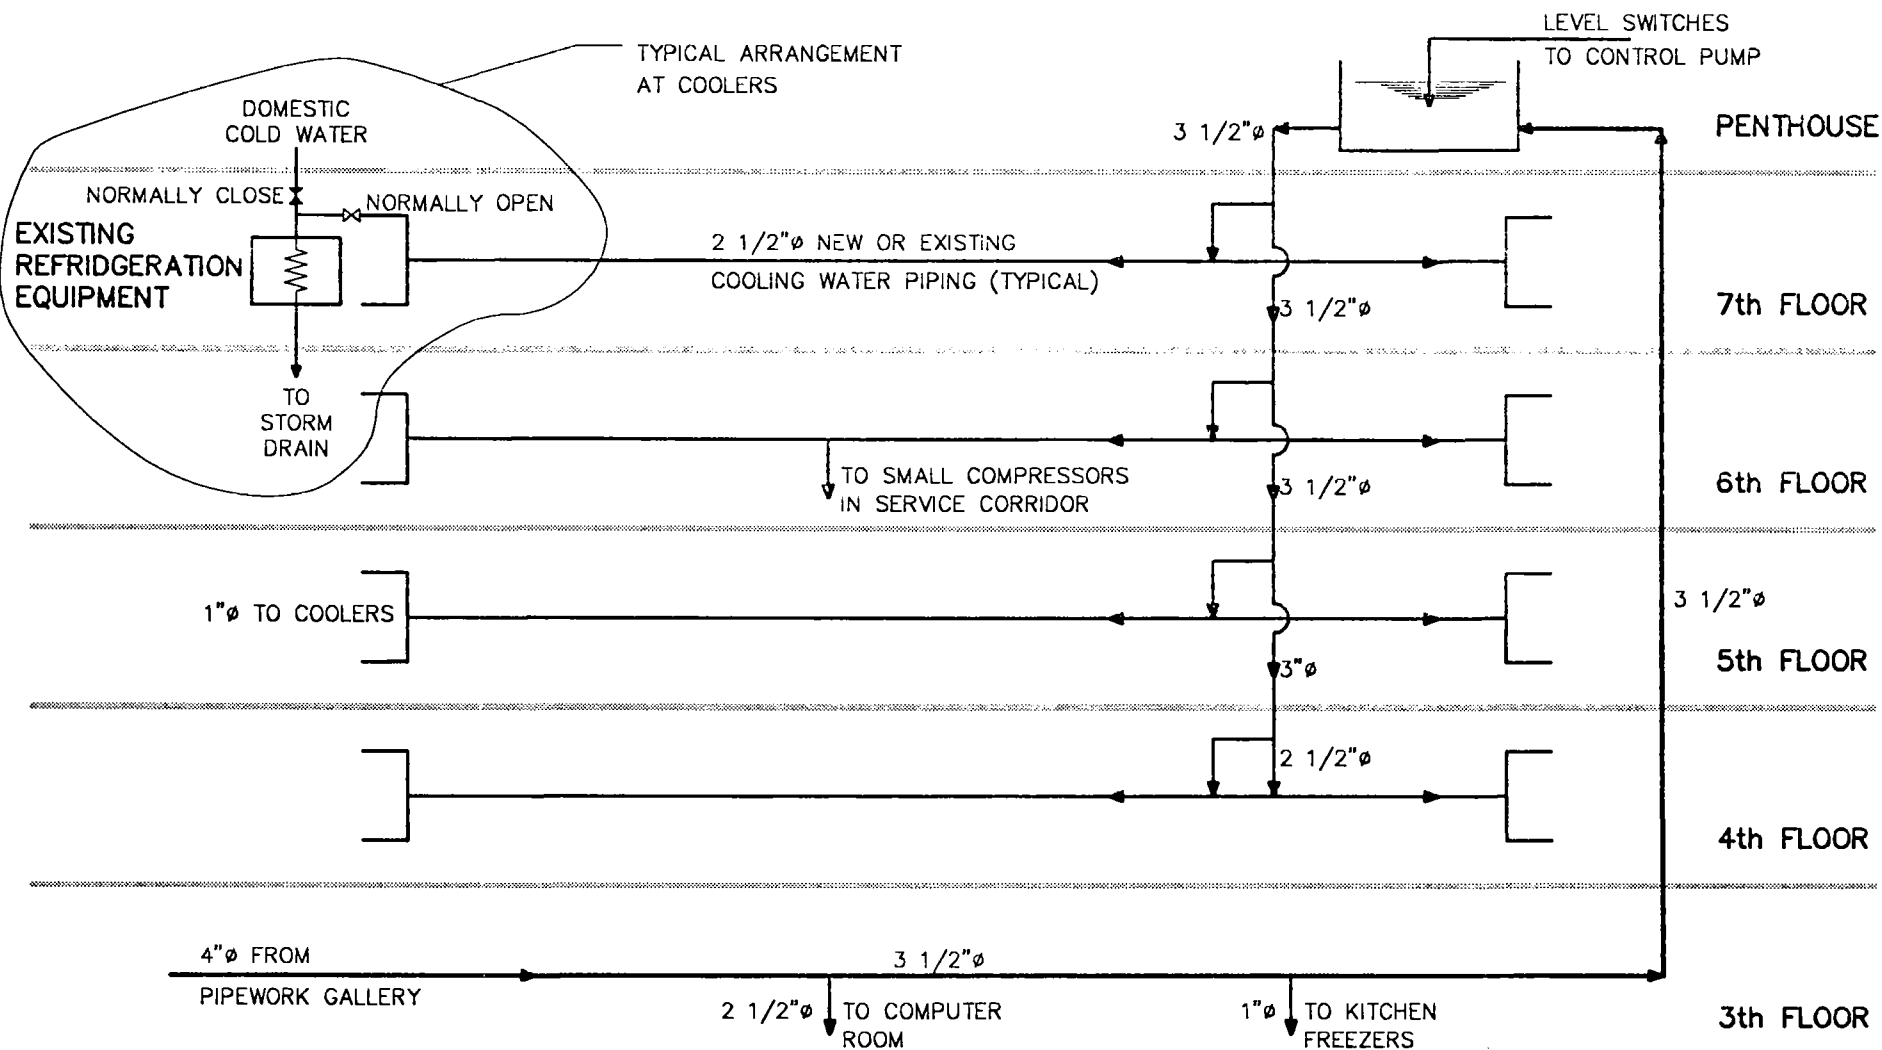 LEVEL SWITCHES
TO CONTROL PUMP
TYPICAL ARRANGEMENT
AT COOLERS
DOMESTIC
COLD WATER
3 1/2"ø
PENTHOUSE
NORMALLY CLOSE
NORMALLY OPEN
EXISTING
REFRIDGERATION
EQUIPMENT
2 1/2"ø NEW OR EXISTING
COOLING WATER PIPING (TYPICAL)
3 1/2"ø
7th FLOOR
TO
STORM
DRAIN
TO SMALL COMPRESSORS
IN SERVICE CORRIDOR
3 1/2"ø
6th FLOOR
1"ø TO COOLERS
3 1/2"ø
3"ø
5th FLOOR
2 1/2"ø
4th FLOOR
4"ø FROM
PIPEWORK GALLERY
3 1/2"ø
2 1/2"ø
TO COMPUTER
ROOM
1"ø
TO KITCHEN
FREEZERS
3th FLOOR